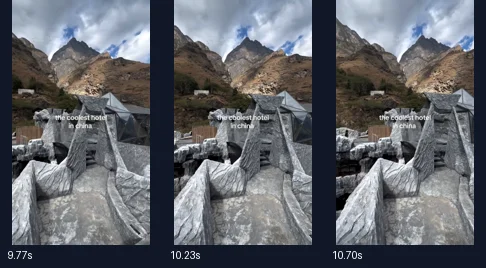 the coolest hotel
in china
the coolest hotel
in china
the coolest hotel
in china
9.77s
10.23s
10.70s